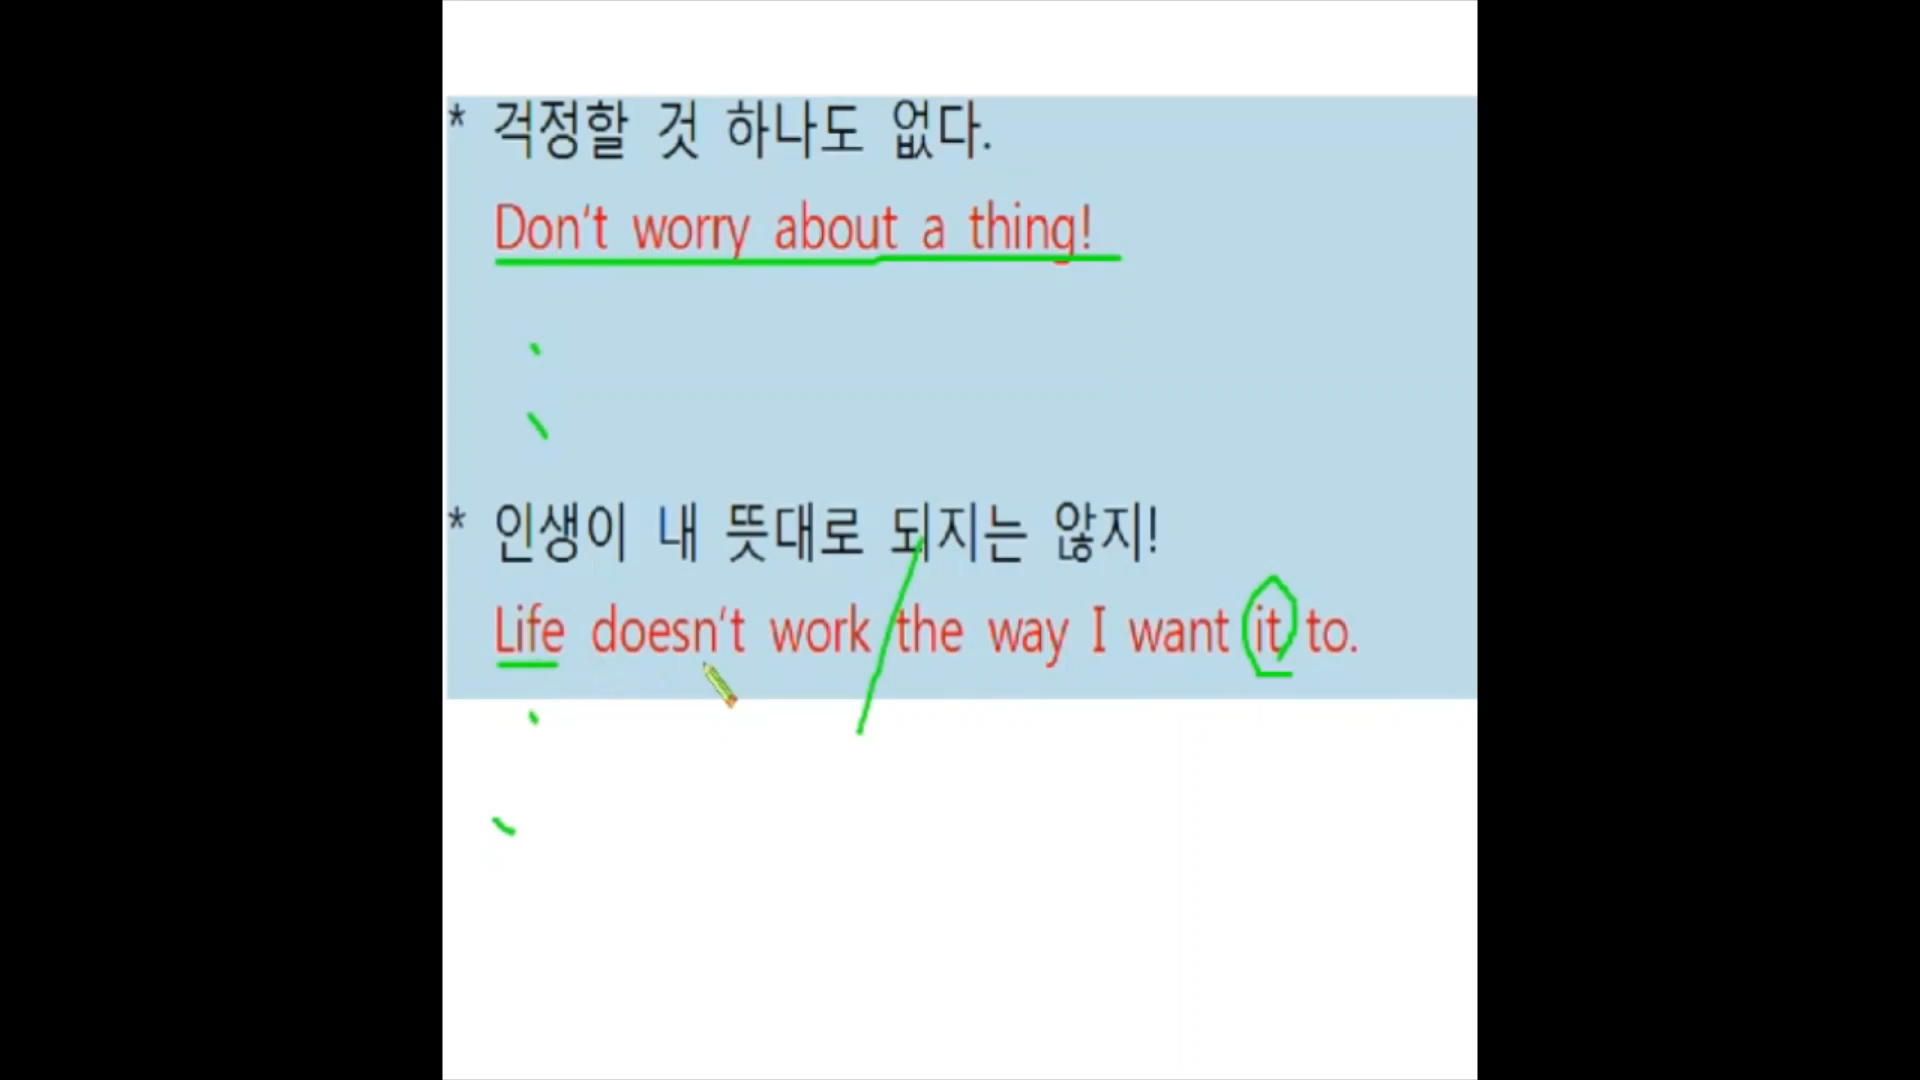 * 걱정할 것 하나도 없다.
Don't worry about a thing!
* 인생이 내 뜻대로 되지는 않지!
Life doesn't work the way I want it to.